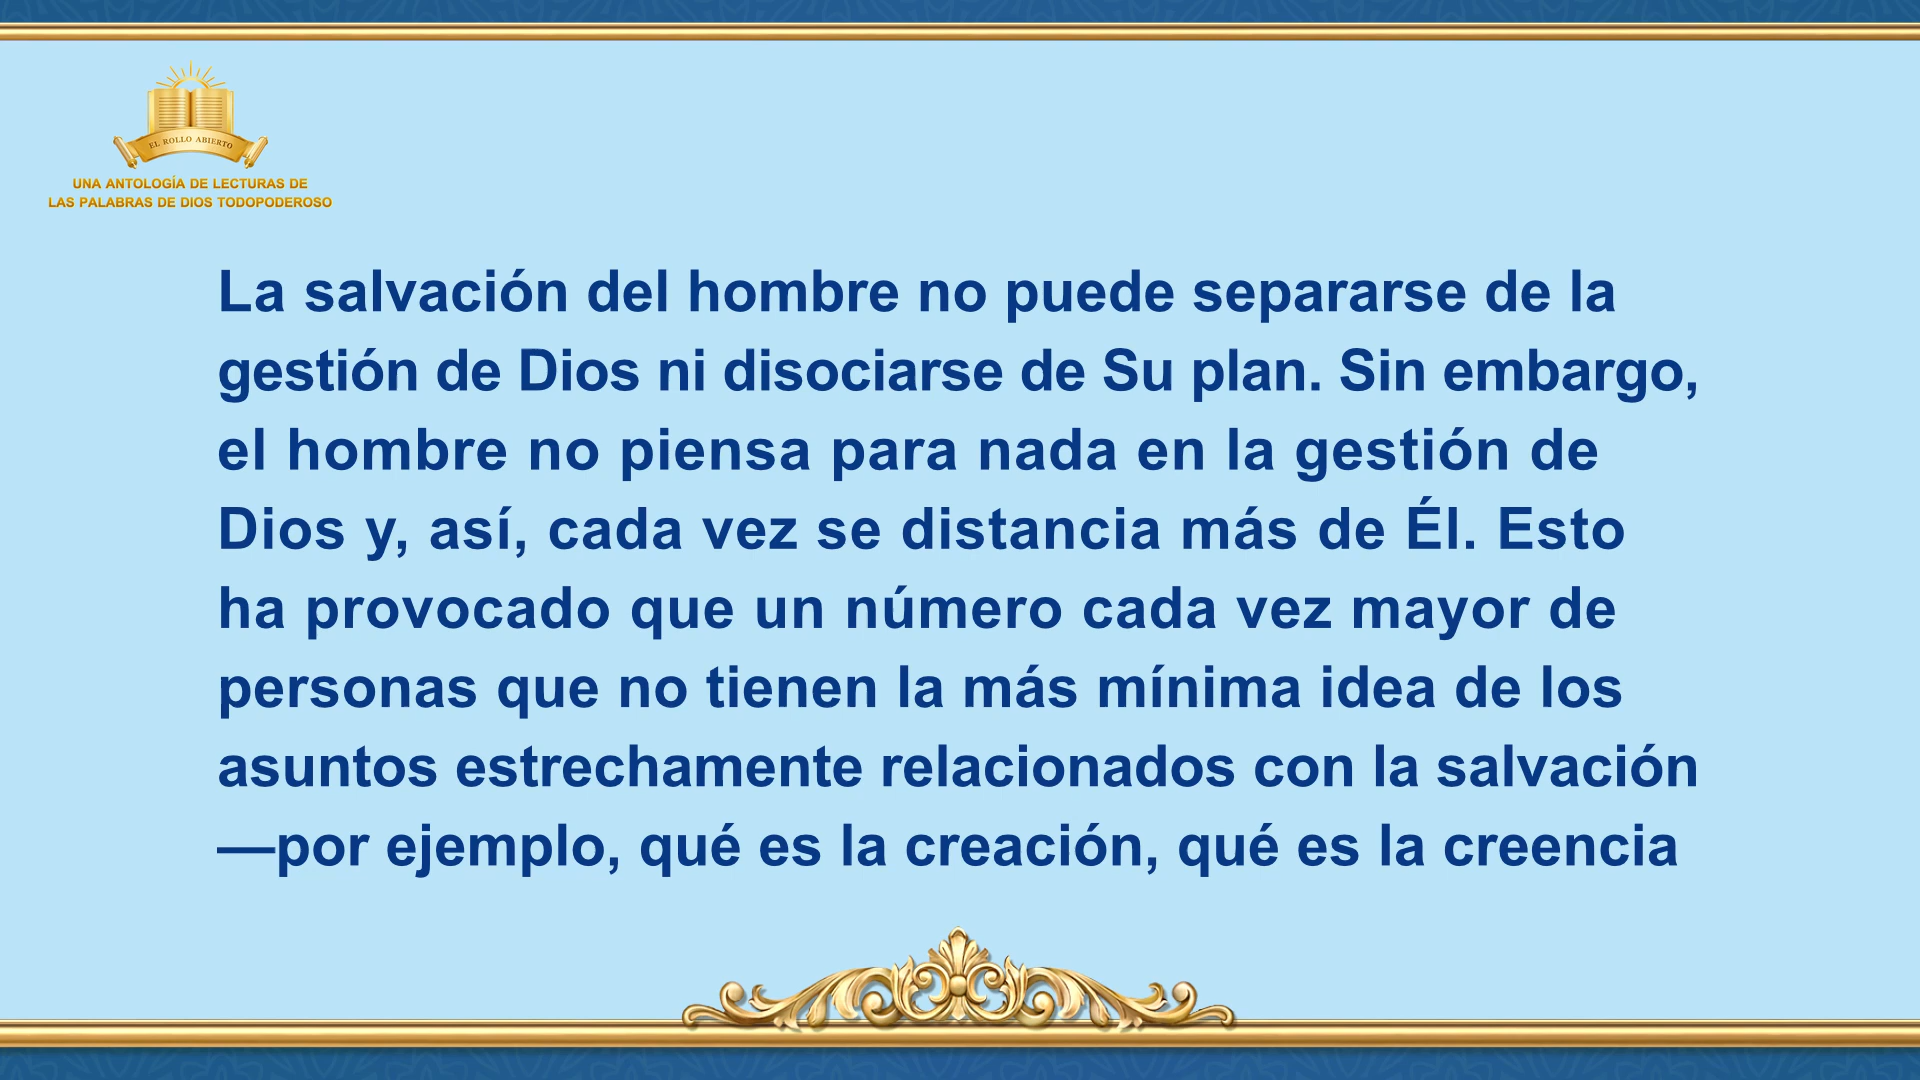 EL ROLLO ABIERTO
UNA ANTOLOGÍA DE LECTURAS DE
LAS PALABRAS DE DIOS TODOPODEROSO
La salvación del hombre no puede separarse de la
gestión de Dios ni disociarse de Su plan. Sin embargo,
el hombre no piensa para nada en la gestión de
Dios y, así, cada vez se distancia más de Él. Esto
ha provocado que un número cada vez mayor de
personas que no tienen la más mínima idea de los
asuntos estrechamente relacionados con la salvación
—por ejemplo, qué es la creación, qué es la creencia